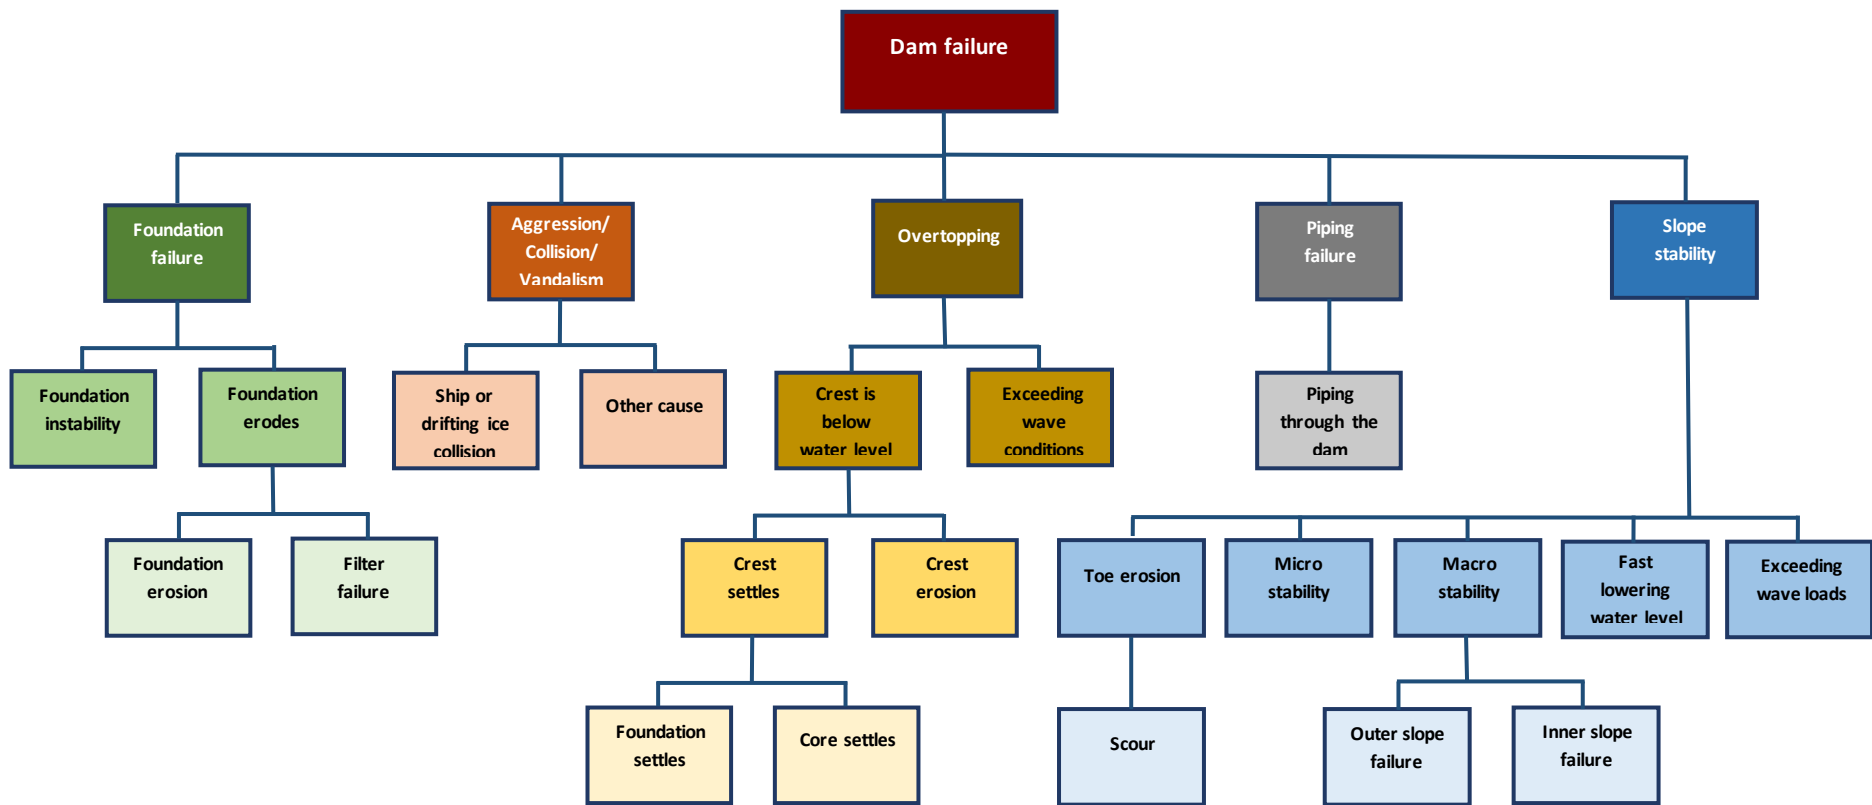 Dam failure
Foundation
failure
Aggression/
Collision/
Vandalism
Overtopping
Piping
failure
Slope
stability
Foundation
instability
Foundation
erodes
Ship or
drifting ice
collision
Other cause
Crest is
below
water level
Exceeding
wave
conditions
Piping
through the
dam
Foundation
erosion
Filter
failure
Crest
settles
Crest
erosion
Toe erosion
Micro
stability
Macro
stability
Fast
lowering
water level
Exceeding
wave loads
Foundation
settles
Core settles
Scour
Outer slope
failure
Inner slope
failure